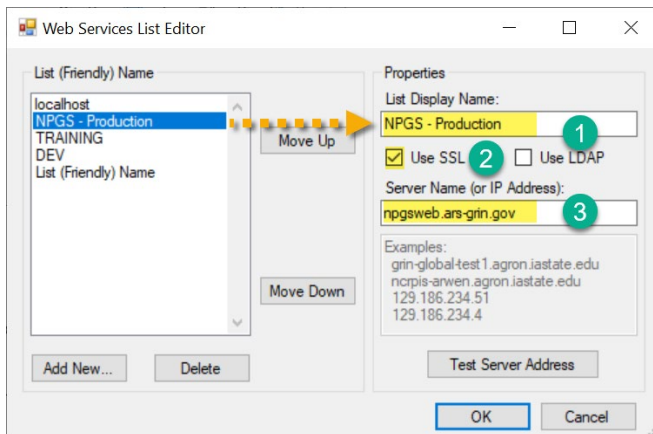 Web Services List Editor
List (Friendly) Name
localhost
NPGS - Production
TRAINING
DEV
List (Friendly) Name
Move Up
Move Down
Add New...
Delete
Properties
List Display Name:
NPGS - Production
1
Use SSL
2
Use LDAP
Server Name (or IP Address):
npgsweb.ars-grin.gov
3
Examples:
grin-global-test1.agron.iastate.edu
ncrpis-arwen.agron.iastate.edu
129.186.234.51
129.186.234.4
Test Server Address
OK
Cancel